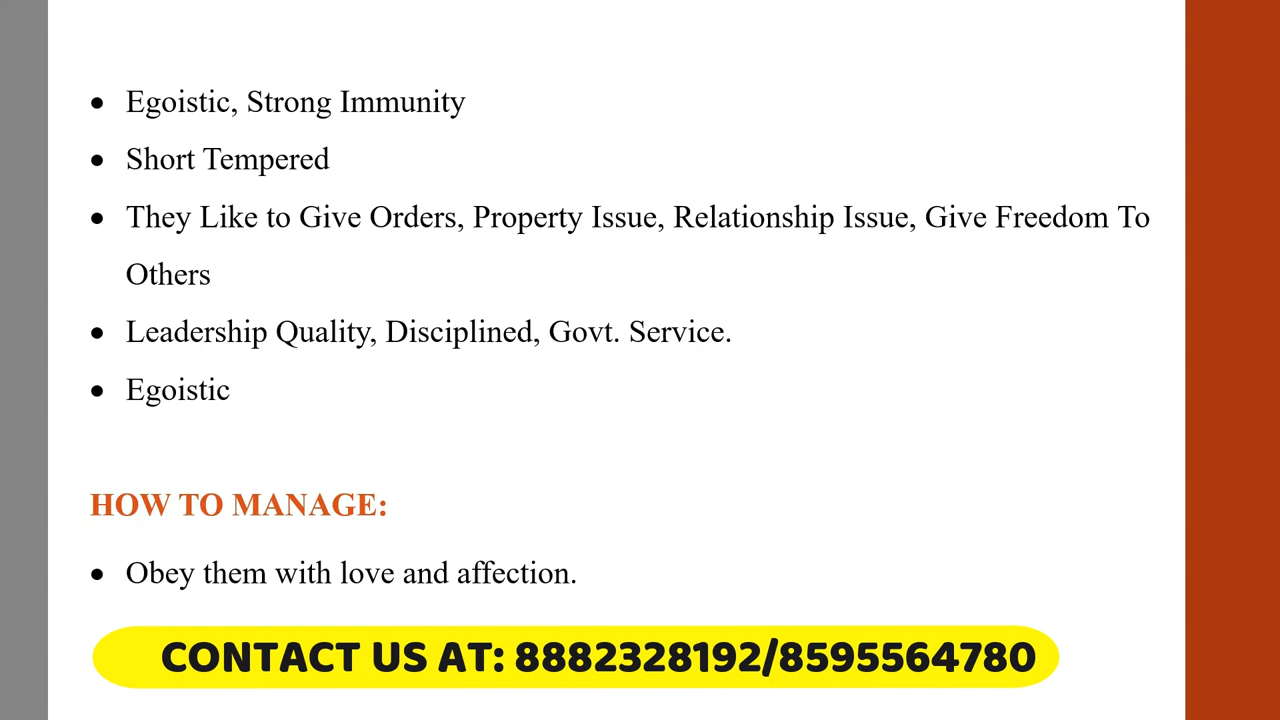 • Egoistic, Strong Immunity
• Short Tempered
• They Like to Give Orders, Property Issue, Relationship Issue, Give Freedom To
Others
• Leadership Quality, Disciplined, Govt. Service.
• Egoistic
HOW TO MANAGE:
• Obey them with love and affection.
CONTACT US AT: 8882328192/8595564780